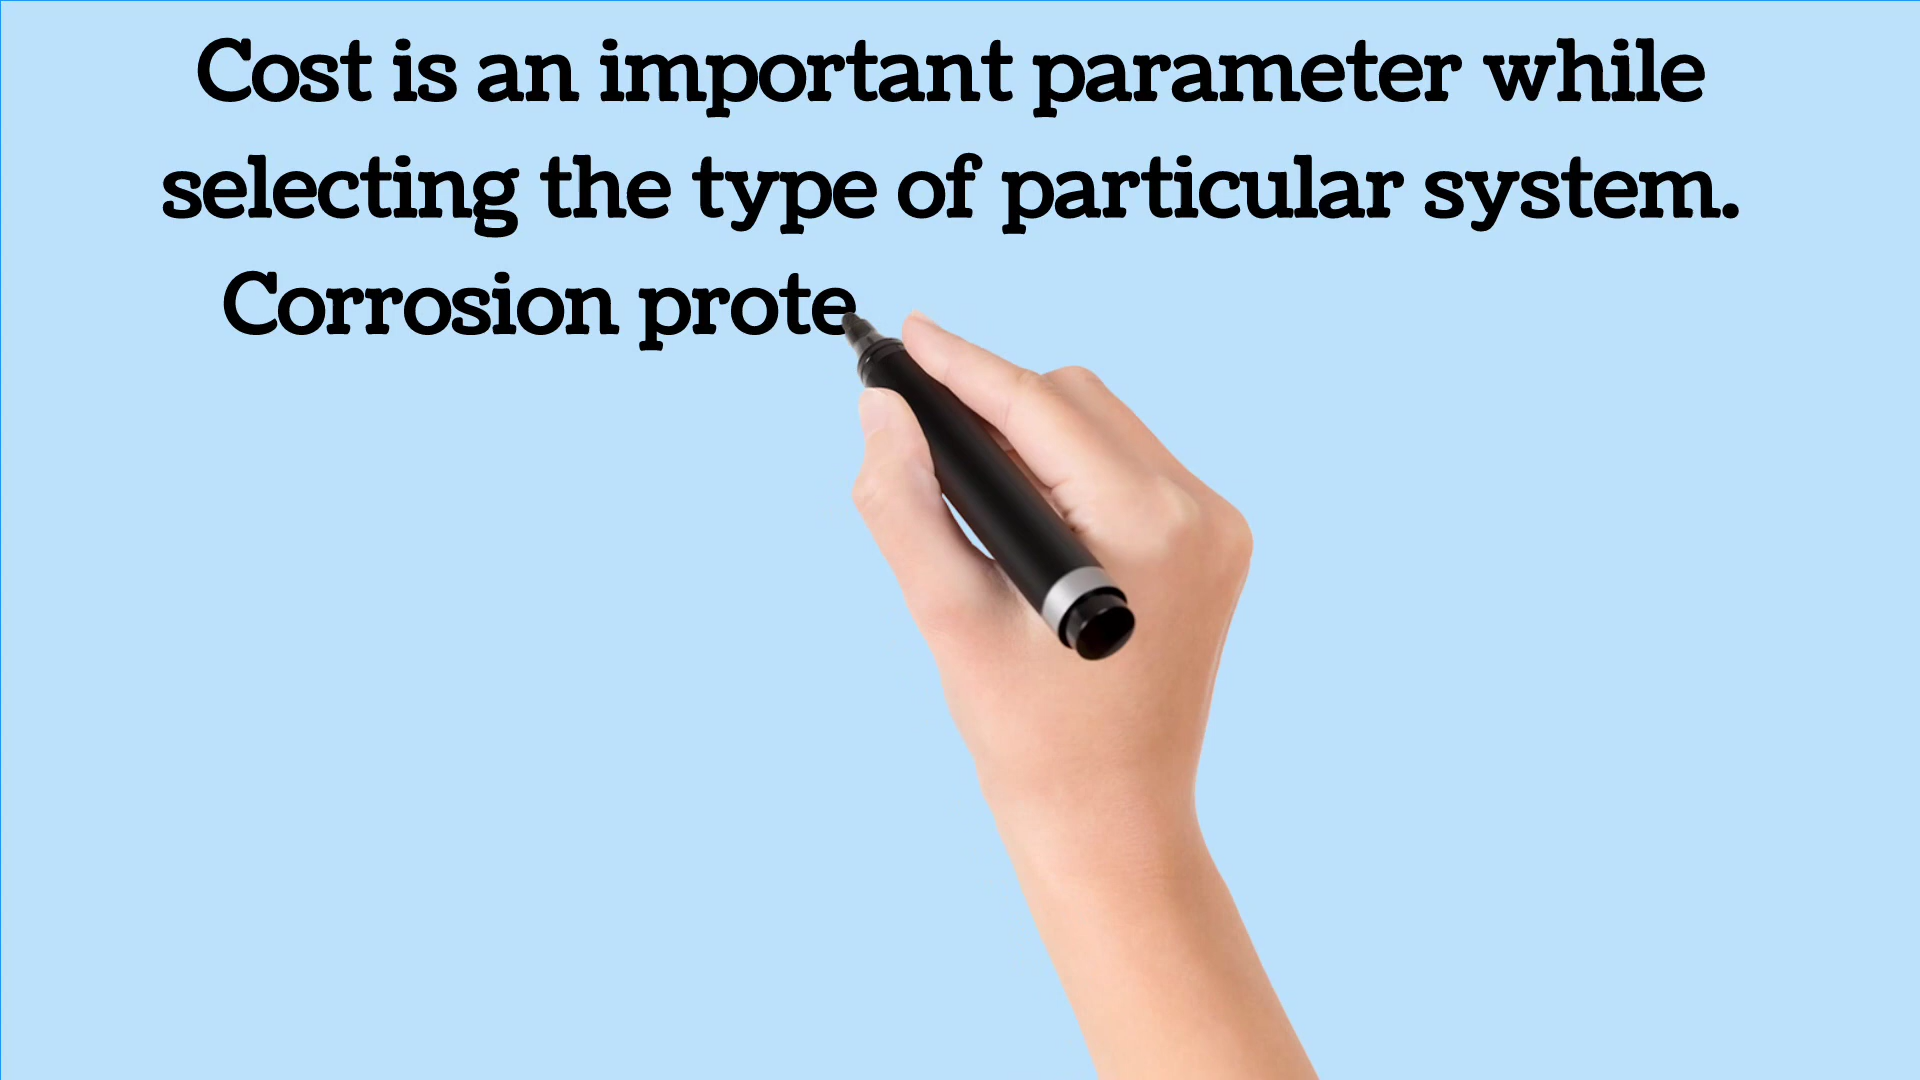 Cost is an important parameter while
selecting the type of particular system.
Corrosion prote